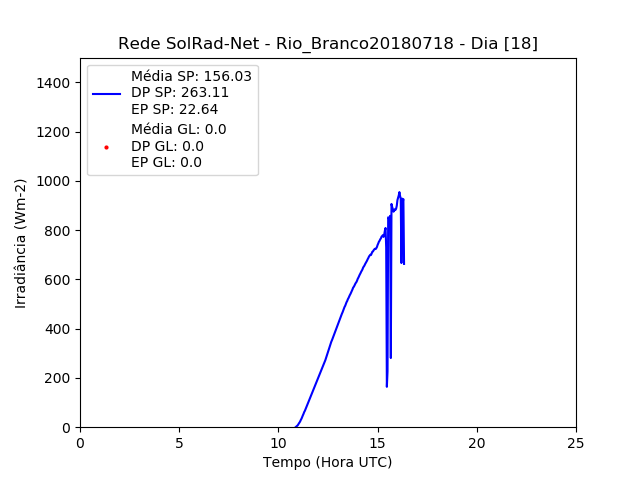 Rede SolRad-Net - Rio_Branco20180718 - Dia [18]
Média SP: 156.03
DP SP: 263.11
EP SP: 22.64
Média GL: 0.0
DP GL: 0.0
EP GL: 0.0
1400
1200
1000
800
600
400
200
0
Irradiância (Wm-2)
0 5 10 15 20 25
Tempo (Hora UTC)